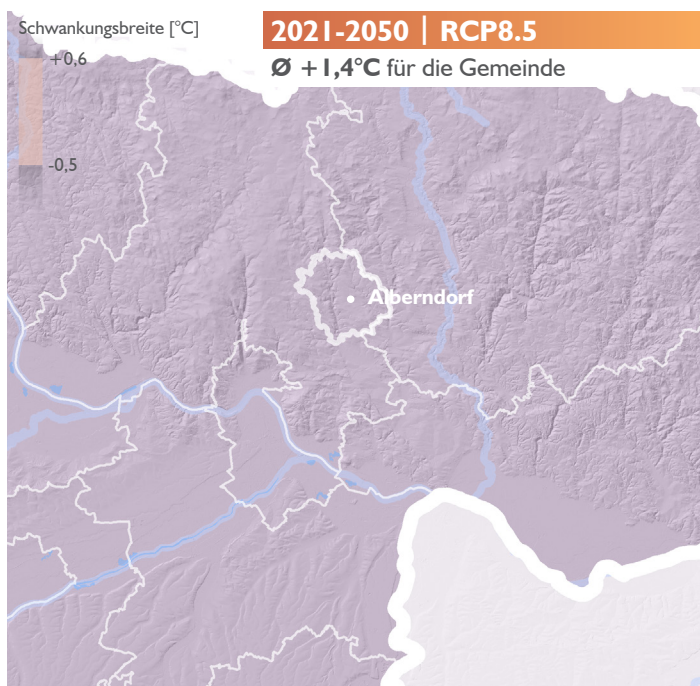 Schwankungsbreite [°C]
2021-2050 | RCP8.5
Ø +1,4°C für die Gemeinde
+0,6
-0,5
Alberndorf